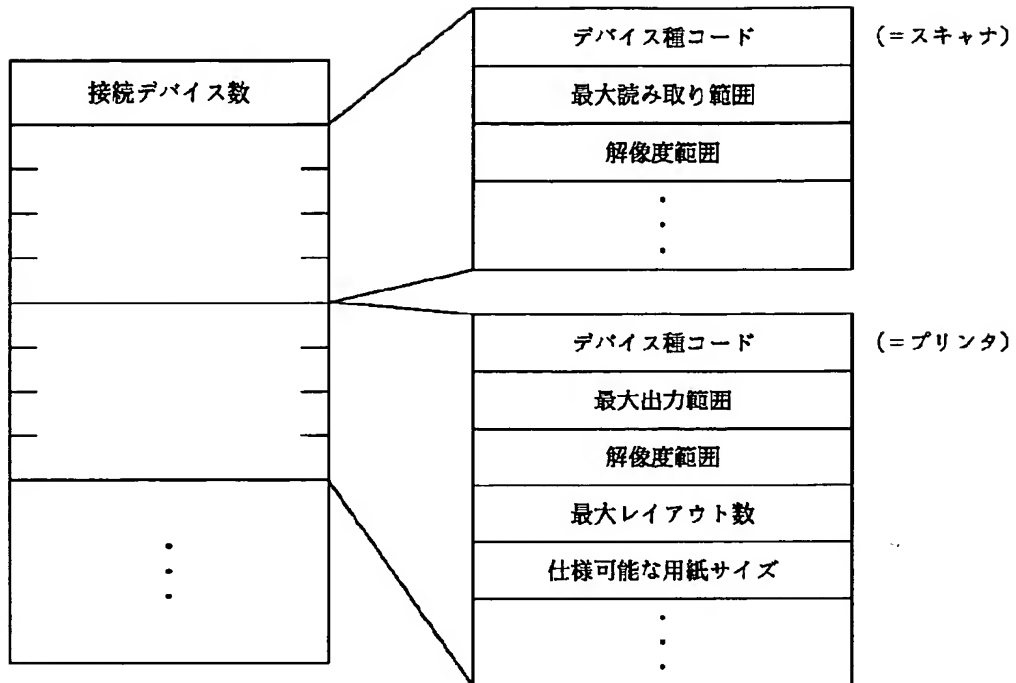 接続デバイス数
デバイス種コード
(=スキャナ)
最大読み取り範囲
解像度範囲
デバイス種コード
(=プリンタ)
最大出力範囲
解像度範囲
最大レイアウト数
仕様可能な用紙サイズ